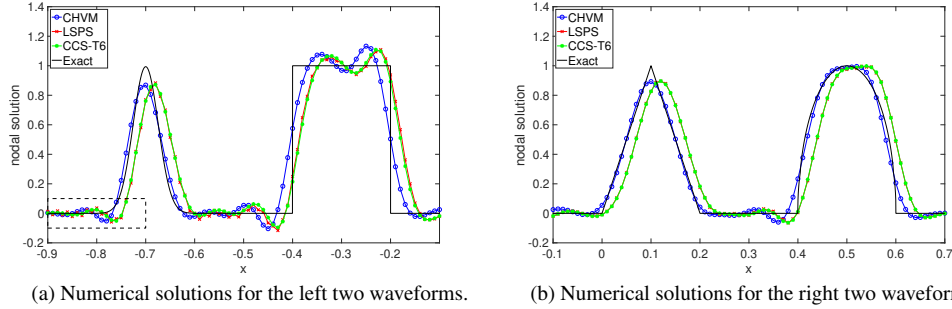 1.4
1.2
1
0.8
0.6
0.4
0.2
0
-0.2
nodal solution
CHVM
LSPS
CCS-T6
Exact
-0.9 -0.8 -0.7 -0.6 -0.5 -0.4 -0.3 -0.2
x
(a) Numerical solutions for the left two waveforms.
1.4
1.2
1
0.8
0.6
0.4
0.2
0
-0.2
nodal solution
CHVM
LSPS
CCS-T6
Exact
-0.1 0 0.1 0.2 0.3 0.4 0.5 0.6 0.7
x
(b) Numerical solutions for the right two wavefor